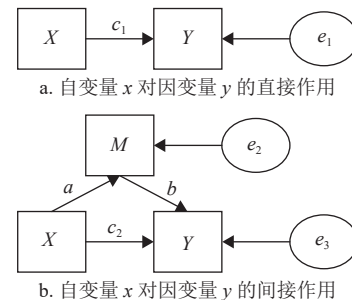 X c₁ Y e₁
a. 自变量 x 对因变量 y 的直接作用
M e₂
a b
X c₂ Y e₃
b. 自变量 x 对因变量 y 的间接作用